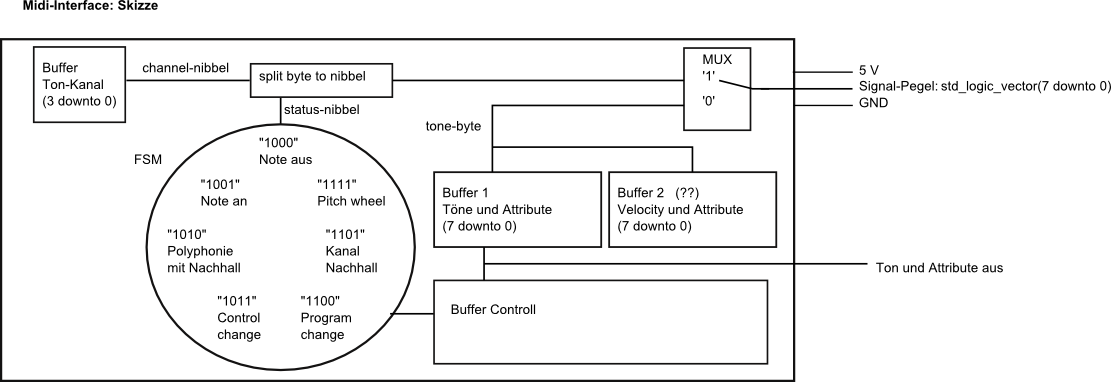 Midi-Interface: Skizze
Buffer
Ton-Kanal
(3 downto 0)
channel-nibbel
split byte to nibbel
status-nibbel
MUX
'1'
'0'
5 V
Signal-Pegel: std_logic_vector(7 downto 0)
GND
tone-byte
FSM
"1000"
Note aus
"1001"
Note an
"1111"
Pitch wheel
"1010"
Polyphonie
mit Nachhall
"1101"
Kanal
Nachhall
"1011"
Control
change
"1100"
Program
change
Buffer 1
Töne und Attribute
(7 downto 0)
Buffer 2 (??)
Velocity und Attribute
(7 downto 0)
Ton und Attribute aus
Buffer Controll